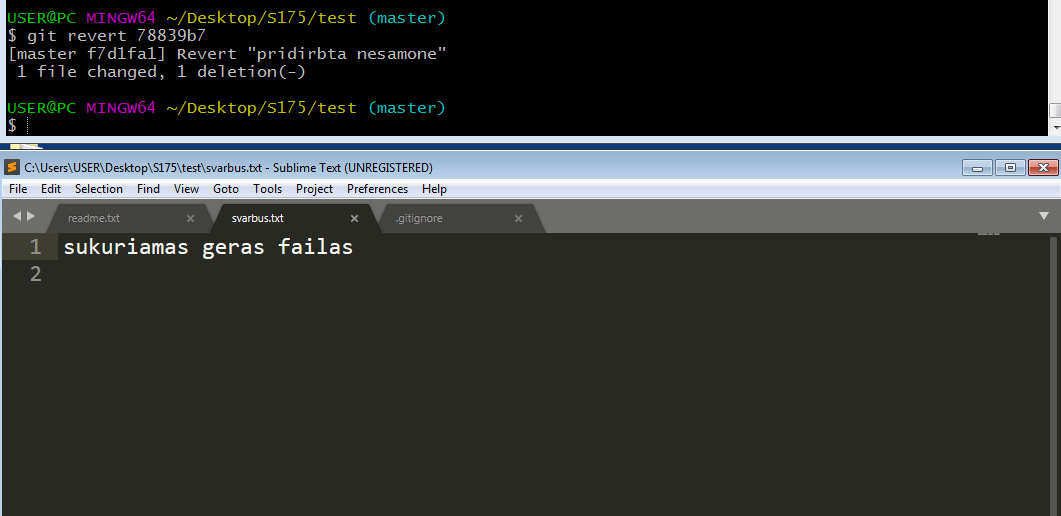 USER@PC MINGW64 ~/Desktop/S175/test (master)
$ git revert 78839b7
[master f7d1fa1] Revert "pridirbta nesamone"
1 file changed, 1 deletion(-)
USER@PC MINGW64 ~/Desktop/S175/test (master)
$
C:\Users\USER\Desktop\S175\test\svarbus.txt - Sublime Text (UNREGISTERED)
File Edit Selection Find View Goto Tools Project Preferences Help
readme.txt svarbus.txt .gitignore
1 sukuriamas geras failas
2